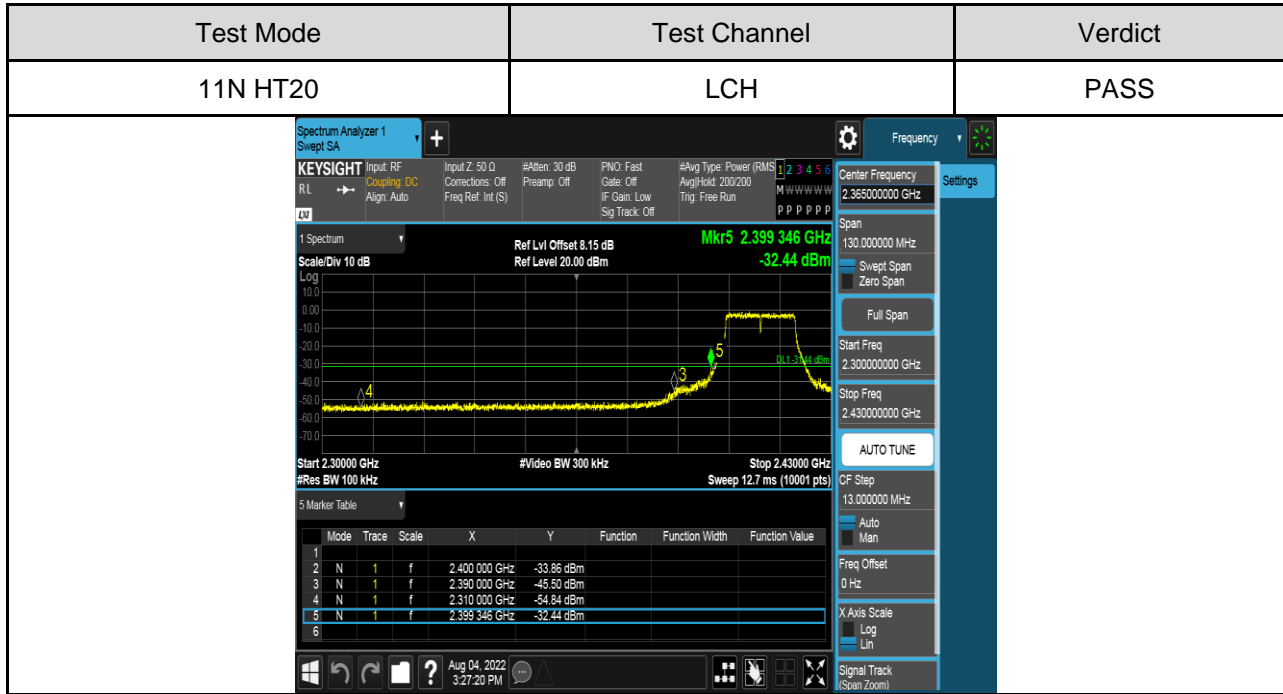 Test Mode Test Channel Verdict
11N HT20 LCH PASS
Spectrum Analyzer 1
Swept SA
+
Frequency
KEYSIGHT Input: RF Input Z: 50 Ω #Atten: 30 dB PNO: Fast #Avg Type: Power (RMS 1 2 3 4 5 6
RL Coupling: DC Corrections: Off Preamp: Off Gate: Off Avg|Hold: 200/200 M W W W W W
Align: Auto Freq Ref: Int (S) IF Gain: Low Trig: Free Run
LXI Sig Track: Off P P P P P P
1 Spectrum
Ref Lvl Offset 8.15 dB Mkr5 2.399 346 GHz
Scale/Div 10 dB Ref Level 20.00 dBm -32.44 dBm
Log
10.0
0.00
-10.0
-20.0
-30.0
-40.0
-50.0
-60.0
-70.0
5
3
4
Start 2.30000 GHz #Video BW 300 kHz Stop 2.43000 GHz
#Res BW 100 kHz Sweep 12.7 ms (10001 pts)
5 Marker Table
Mode Trace Scale X Y Function Function Width Function Value
1
2 N 1 f 2.400 000 GHz -33.86 dBm
3 N 1 f 2.390 000 GHz -45.50 dBm
4 N 1 f 2.310 000 GHz -54.84 dBm
5 N 1 f 2.399 346 GHz -32.44 dBm
6
Center Frequency
2.365000000 GHz
Settings
Span
130.000000 MHz
Swept Span
Zero Span
Full Span
Start Freq
2.300000000 GHz
Stop Freq
2.430000000 GHz
AUTO TUNE
CF Step
13.000000 MHz
Auto
Man
Freq Offset
0 Hz
X Axis Scale
Log
Lin
Signal Track
(Span Zoom)
?
Aug 04, 2022
3:27:20 PM